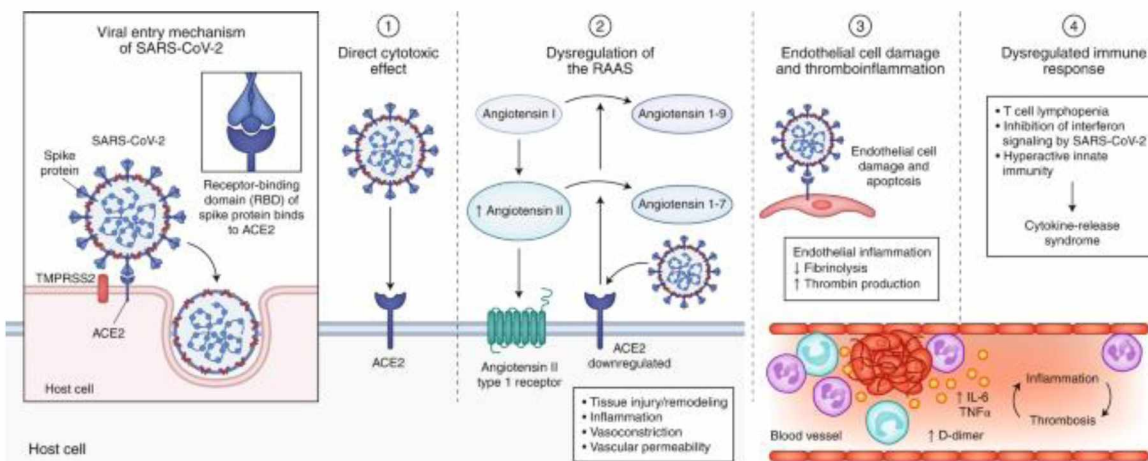 Viral entry mechanism
of SARS-CoV-2
SARS-CoV-2
Spike
protein
Receptor-binding
domain (RBD) of
spike protein binds
to ACE2
TMPRSS2
ACE2
Host cell
Host cell
1
Direct cytotoxic
effect
ACE2
2
Dysregulation of
the RAAS
Angiotensin I
Angiotensin 1-9
↑ Angiotensin II
Angiotensin 1-7
Angiotensin II
type 1 receptor
ACE2
downregulated
• Tissue injury/remodeling
• Inflammation
• Vasoconstriction
• Vascular permeability
3
Endothelial cell damage
and thromboinflammation
Endothelial cell
damage and
apoptosis
Endothelial inflammation
↓ Fibrinolysis
↑ Thrombin production
↑ IL-6
TNFα
↑ D-dimer
Blood vessel
Inflammation
Thrombosis
4
Dysregulated immune
response
• T cell lymphopenia
• Inhibition of interferon
signaling by SARS-CoV-2
• Hyperactive innate
immunity
Cytokine-release
syndrome